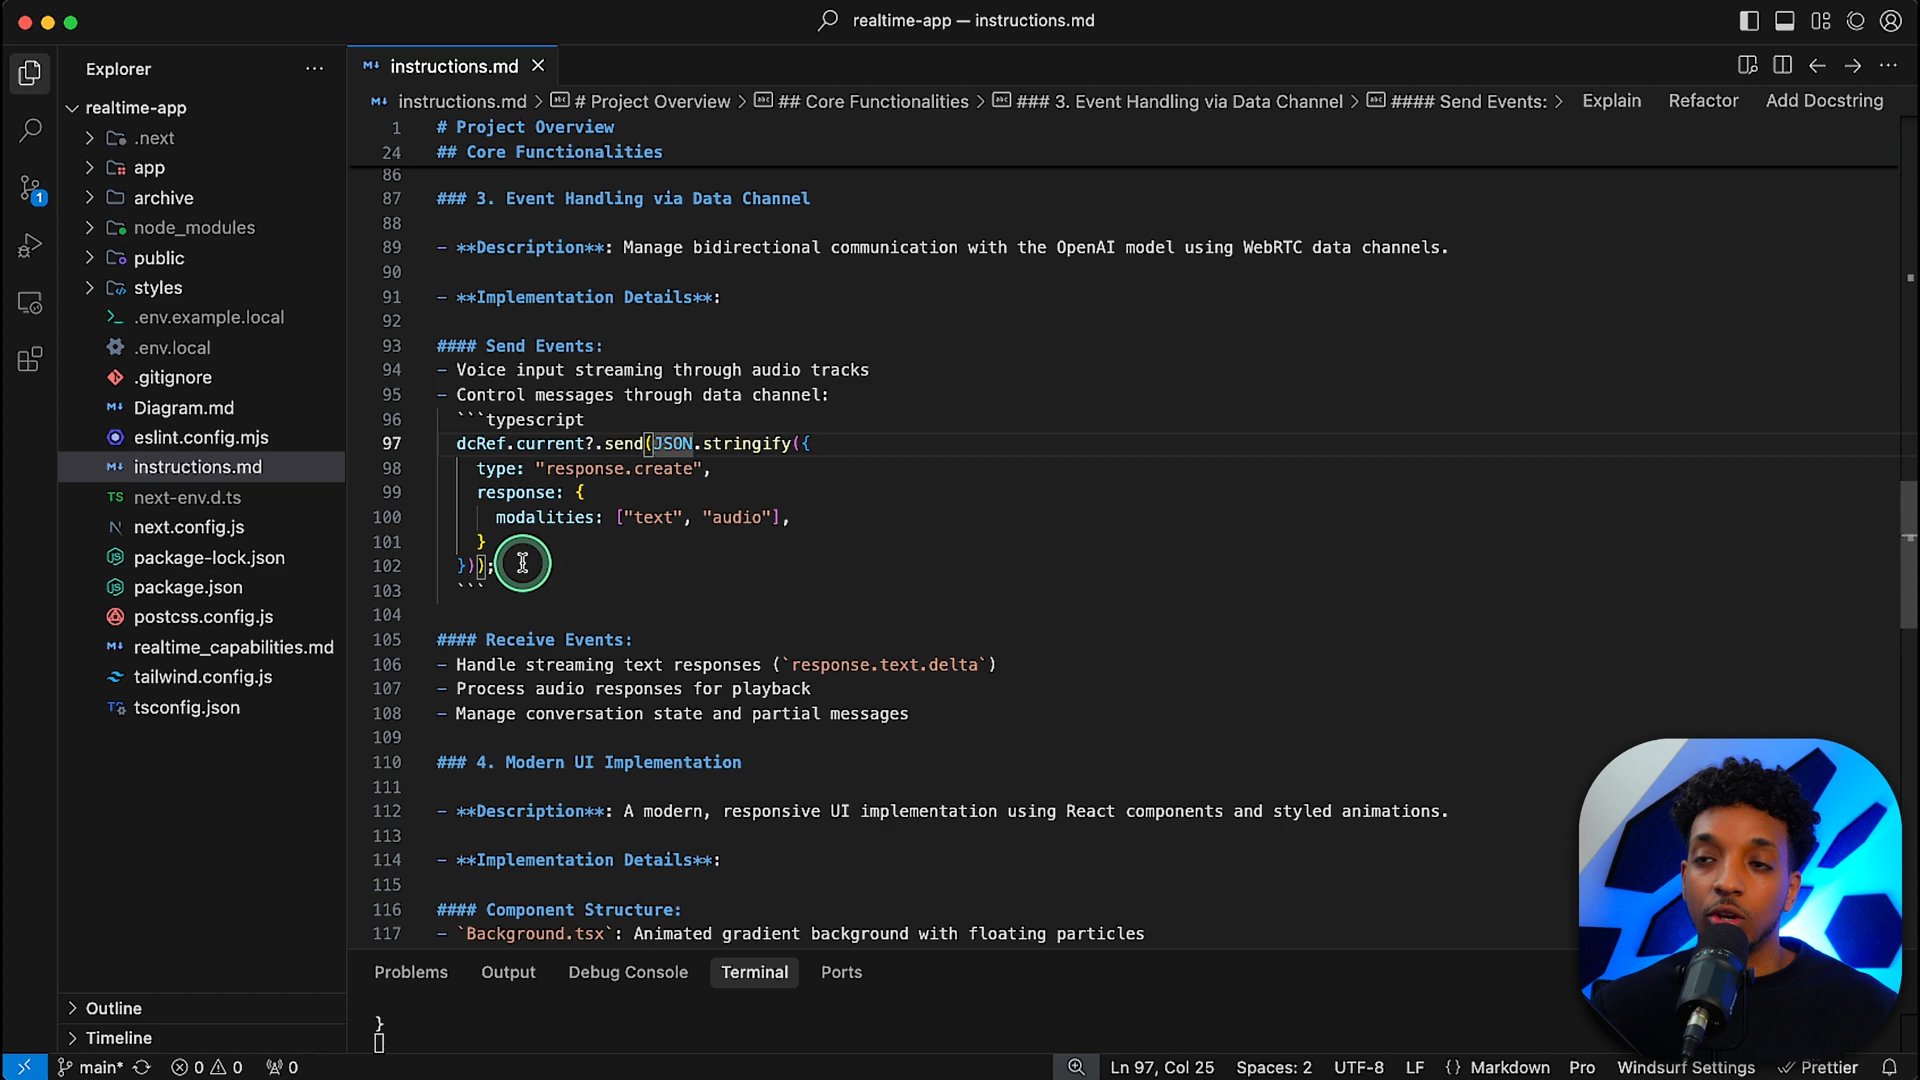 realtime-app — instructions.md
Explorer
realtime-app
.next
app
archive
node_modules
public
styles
.env.example.local
.env.local
.gitignore
Diagram.md
eslint.config.mjs
instructions.md
next-env.d.ts
next.config.js
package-lock.json
package.json
postcss.config.js
realtime_capabilities.md
tailwind.config.js
tsconfig.json
Outline
Timeline
1
instructions.md
instructions.md > # Project Overview > ## Core Functionalities > ### 3. Event Handling via Data Channel > #### Send Events: > Explain Refactor Add Docstring
1 # Project Overview
24 ## Core Functionalities
86
87 ### 3. Event Handling via Data Channel
88
89 - **Description**: Manage bidirectional communication with the OpenAI model using WebRTC data channels.
90
91 - **Implementation Details**:
92
93 #### Send Events:
94 - Voice input streaming through audio tracks
95 - Control messages through data channel:
96 ```typescript
97 dcRef.current?.send(JSON.stringify({
98 type: "response.create",
99 response: {
100 modalities: ["text", "audio"],
101 }
102 }));
103 ```
104
105 #### Receive Events:
106 - Handle streaming text responses (`response.text.delta`)
107 - Process audio responses for playback
108 - Manage conversation state and partial messages
109
110 ### 4. Modern UI Implementation
111
112 - **Description**: A modern, responsive UI implementation using React components and styled animations.
113
114 - **Implementation Details**:
115
116 #### Component Structure:
117 - `Background.tsx`: Animated gradient background with floating particles
Problems Output Debug Console Terminal Ports
}
main* 0 0 0 Ln 97, Col 25 Spaces: 2 UTF-8 LF {} Markdown Pro Windsurf Settings Prettier